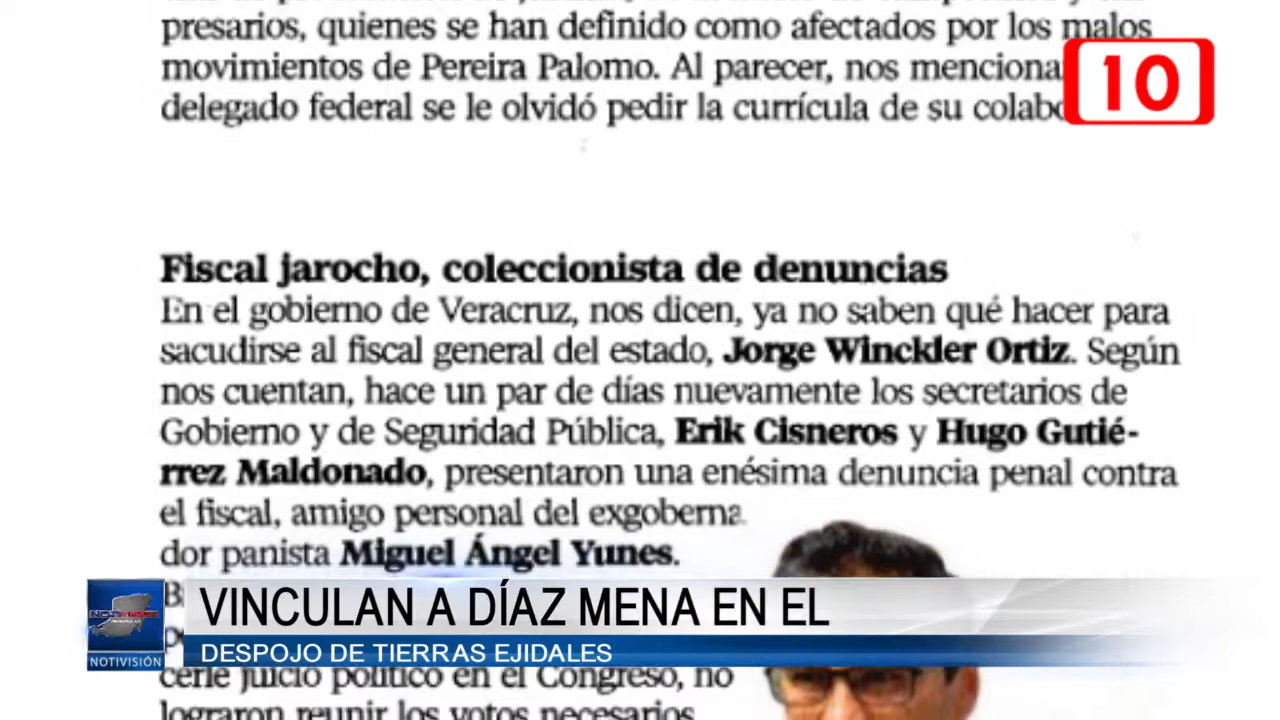 presarios, quienes se han definido como afectados por los malos
movimientos de Pereira Palomo. Al parecer, nos menciona
delegado federal se le olvidó pedir la currícula de su colabo
10
Fiscal jarocho, coleccionista de denuncias
En el gobierno de Veracruz, nos dicen, ya no saben qué hacer para
sacudirse al fiscal general del estado, Jorge Winckler Ortiz. Según
nos cuentan, hace un par de días nuevamente los secretarios de
Gobierno y de Seguridad Pública, Erik Cisneros y Hugo Gutié-
rrez Maldonado, presentaron una enésima denuncia penal contra
el fiscal, amigo personal del exgoberna
dor panista Miguel Ángel Yunes.
VINCULAN A DÍAZ MENA EN EL
DESPOJO DE TIERRAS EJIDALES
NOTIVISIÓN
cerle juicio político en el Congreso, no
lograron reunir los votos necesarios